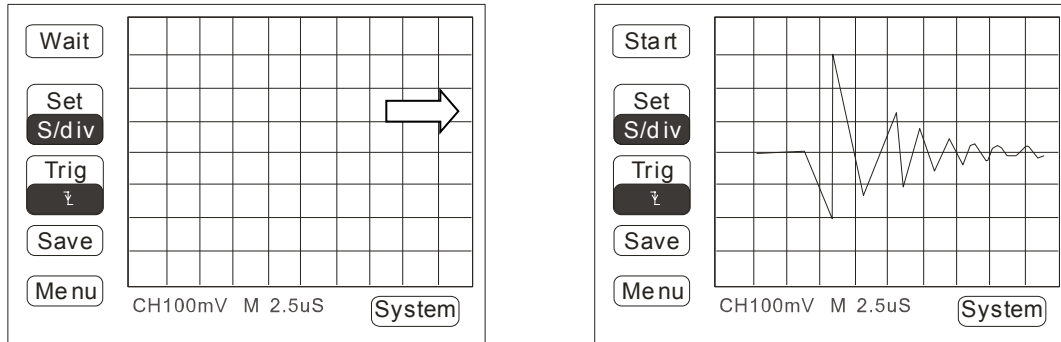 Wait
Set
S/div
Trig
Save
Menu
CH100mV M 2.5uS
System
Start
Set
S/div
Trig
Save
Menu
CH100mV M 2.5uS
System